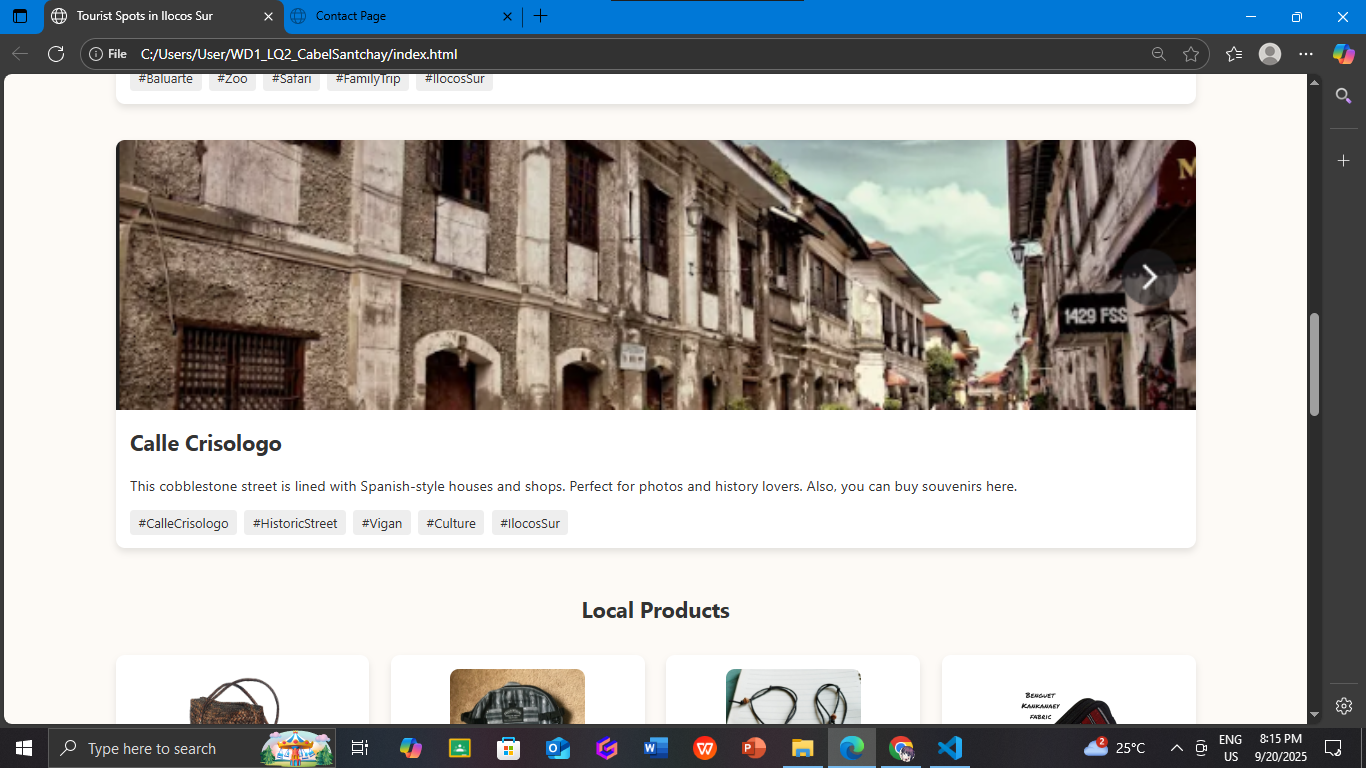 Tourist Spots in Ilocos Sur
Contact Page
File C:/Users/User/WD1_LQ2_CabelSantchay/index.html
#Baluarte #Zoo #Safari #FamilyTrip #IlocosSur
M
1429 FSS
Calle Crisologo
This cobblestone street is lined with Spanish-style houses and shops. Perfect for photos and history lovers. Also, you can buy souvenirs here.
#CalleCrisologo #HistoricStreet #Vigan #Culture #IlocosSur
Local Products
Benguet
Kankanaey
fabric
Type here to search
2
25°C
ENG
US
8:15 PM
9/20/2025